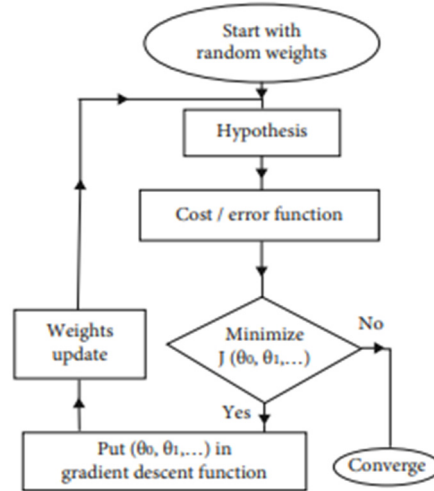 Start with
random weights
Hypothesis
Cost / error function
Minimize
J (θ0, θ1,...)
No
Yes
Weights
update
Put (θ0, θ1,...) in
gradient descent function
Converge